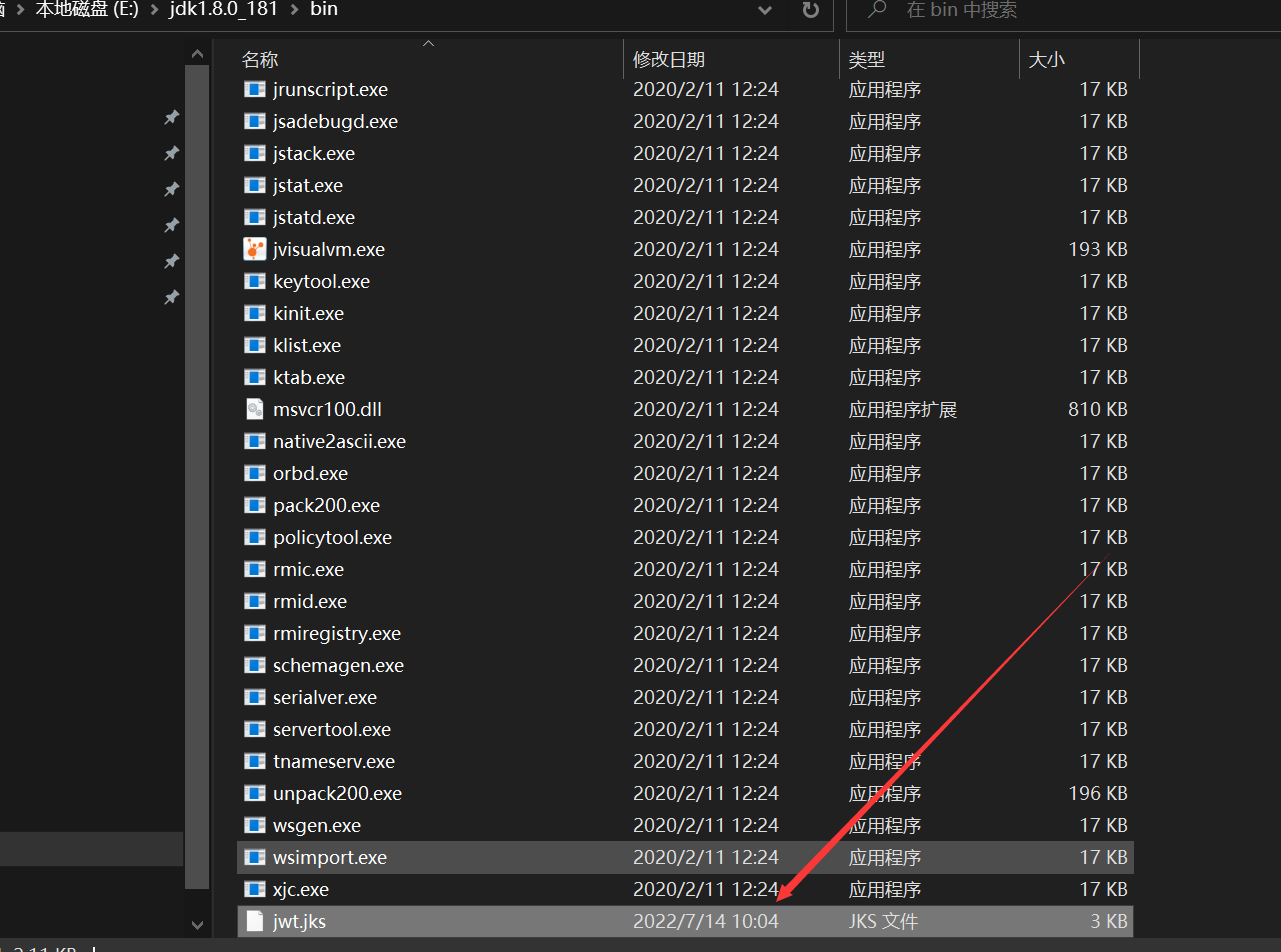 本地磁盘 (E:) > jdk1.8.0_181 > bin 在 bin 中搜索
名称 修改日期 类型 大小
jrunscript.exe 2020/2/11 12:24 应用程序 17 KB
jsadebugd.exe 2020/2/11 12:24 应用程序 17 KB
jstack.exe 2020/2/11 12:24 应用程序 17 KB
jstat.exe 2020/2/11 12:24 应用程序 17 KB
jstatd.exe 2020/2/11 12:24 应用程序 17 KB
jvisualvm.exe 2020/2/11 12:24 应用程序 193 KB
keytool.exe 2020/2/11 12:24 应用程序 17 KB
kinit.exe 2020/2/11 12:24 应用程序 17 KB
klist.exe 2020/2/11 12:24 应用程序 17 KB
ktab.exe 2020/2/11 12:24 应用程序 17 KB
msvcr100.dll 2020/2/11 12:24 应用程序扩展 810 KB
native2ascii.exe 2020/2/11 12:24 应用程序 17 KB
orbd.exe 2020/2/11 12:24 应用程序 17 KB
pack200.exe 2020/2/11 12:24 应用程序 17 KB
policytool.exe 2020/2/11 12:24 应用程序 17 KB
rmic.exe 2020/2/11 12:24 应用程序 17 KB
rmid.exe 2020/2/11 12:24 应用程序 17 KB
rmiregistry.exe 2020/2/11 12:24 应用程序 17 KB
schemagen.exe 2020/2/11 12:24 应用程序 17 KB
serialver.exe 2020/2/11 12:24 应用程序 17 KB
servertool.exe 2020/2/11 12:24 应用程序 17 KB
tnameserv.exe 2020/2/11 12:24 应用程序 17 KB
unpack200.exe 2020/2/11 12:24 应用程序 196 KB
wsgen.exe 2020/2/11 12:24 应用程序 17 KB
wsimport.exe 2020/2/11 12:24 应用程序 17 KB
xjc.exe 2020/2/11 12:24 应用程序 17 KB
jwt.jks 2022/7/14 10:04 JKS 文件 3 KB